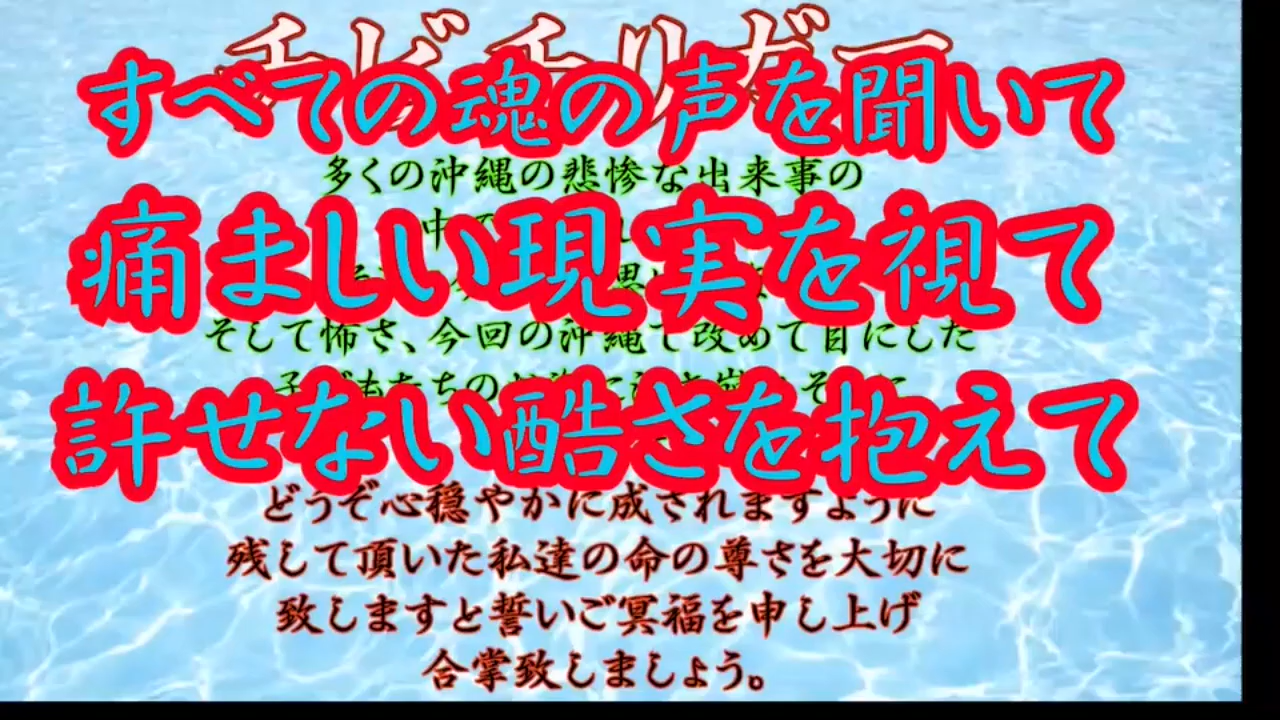 チビチリガー
すべての魂の声を聞いて
多くの沖縄の悲惨な出来事の
痛ましい現実を視て
そして怖さ、今回の沖縄で改めて目にした
許せない酷さを抱えて
どうぞ心穏やかに成されますように
残して頂いた私達の命の尊さを大切に
致しますと誓いご冥福を申し上げ
合掌致しましょう。